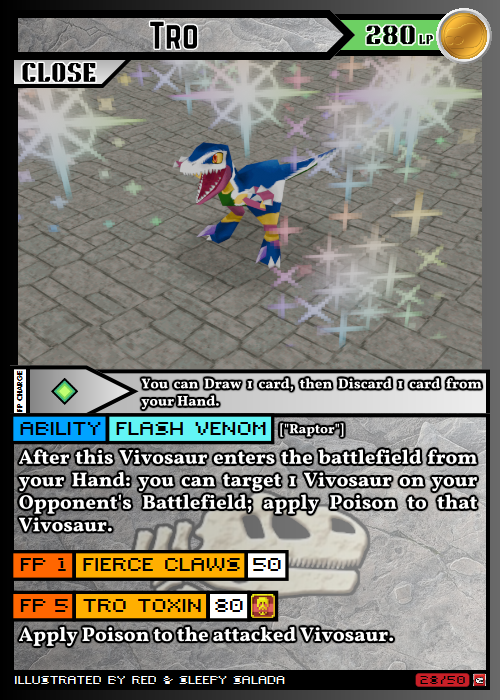 TRO
280 LP
CLOSE
FP CHARGE
You can Draw 1 card, then Discard 1 card from
your Hand.
ABILITY FLASH VENOM ["Raptor"]
After this Vivosaur enters the battlefield from
your Hand: you can target 1 Vivosaur on your
Opponent's Battlefield; apply Poison to that
Vivosaur.
FP 1 FIERCE CLAWS 50
FP 5 TRO TOXIN 80
Apply Poison to the attacked Vivosaur.
ILLUSTRATED BY RED & SLEEPY SALADA
28/50